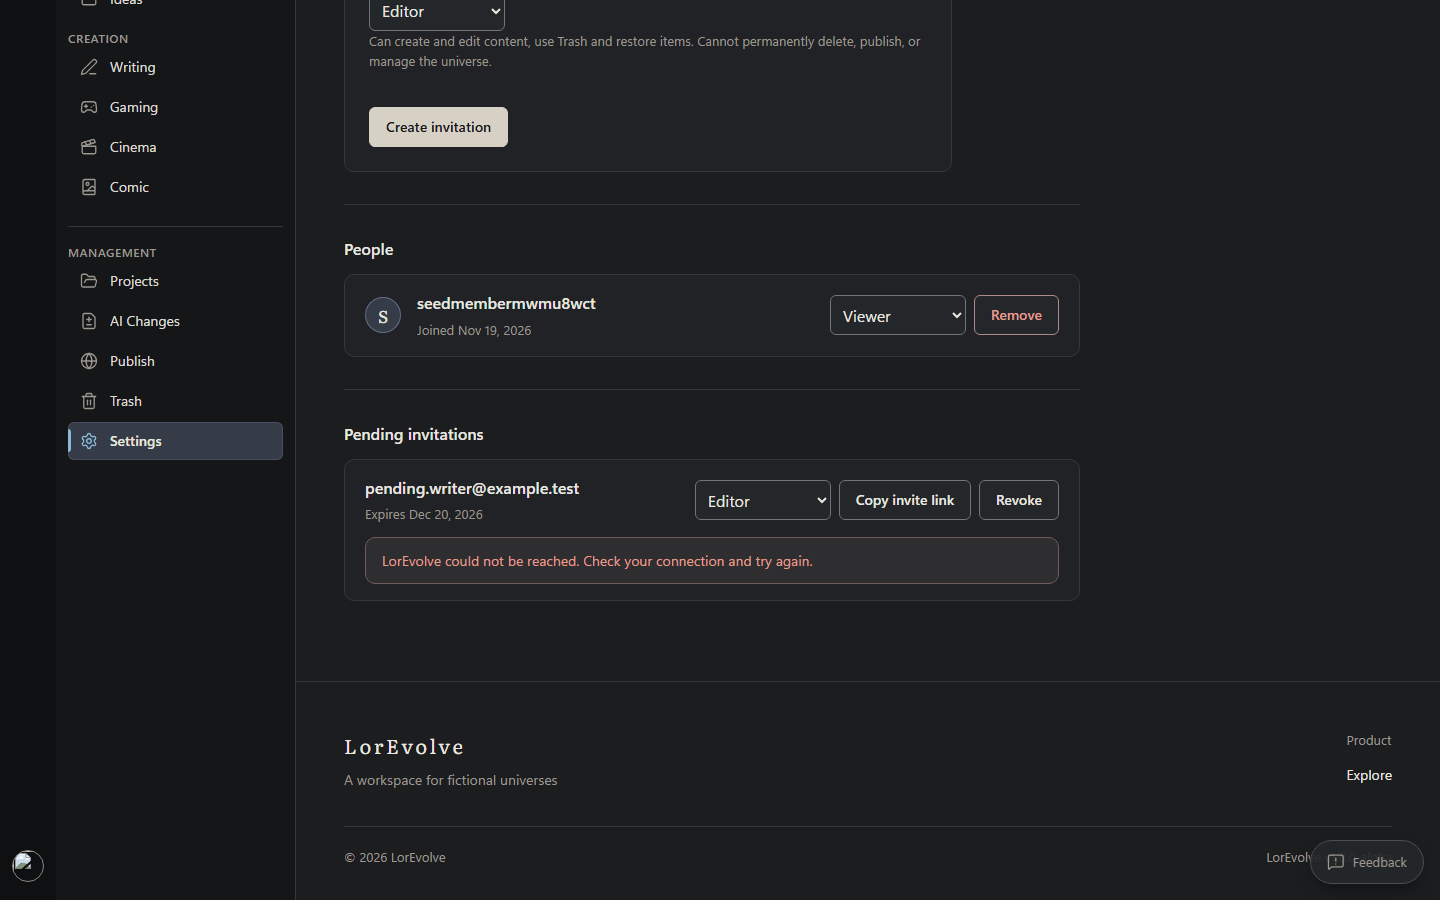 Ideas
CREATION
Writing
Gaming
Cinema
Comic
MANAGEMENT
Projects
AI Changes
Publish
Trash
Settings
Editor
Can create and edit content, use Trash and restore items. Cannot permanently delete, publish, or
manage the universe.
Create invitation
People
S
seedmembermwmu8wct
Joined Nov 19, 2026
Viewer
Remove
Pending invitations
pending.writer@example.test
Expires Dec 20, 2026
Editor
Copy invite link
Revoke
LorEvolve could not be reached. Check your connection and try again.
LorEvolve
A workspace for fictional universes
Product
Explore
© 2026 LorEvolve
LorEvolv
Feedback